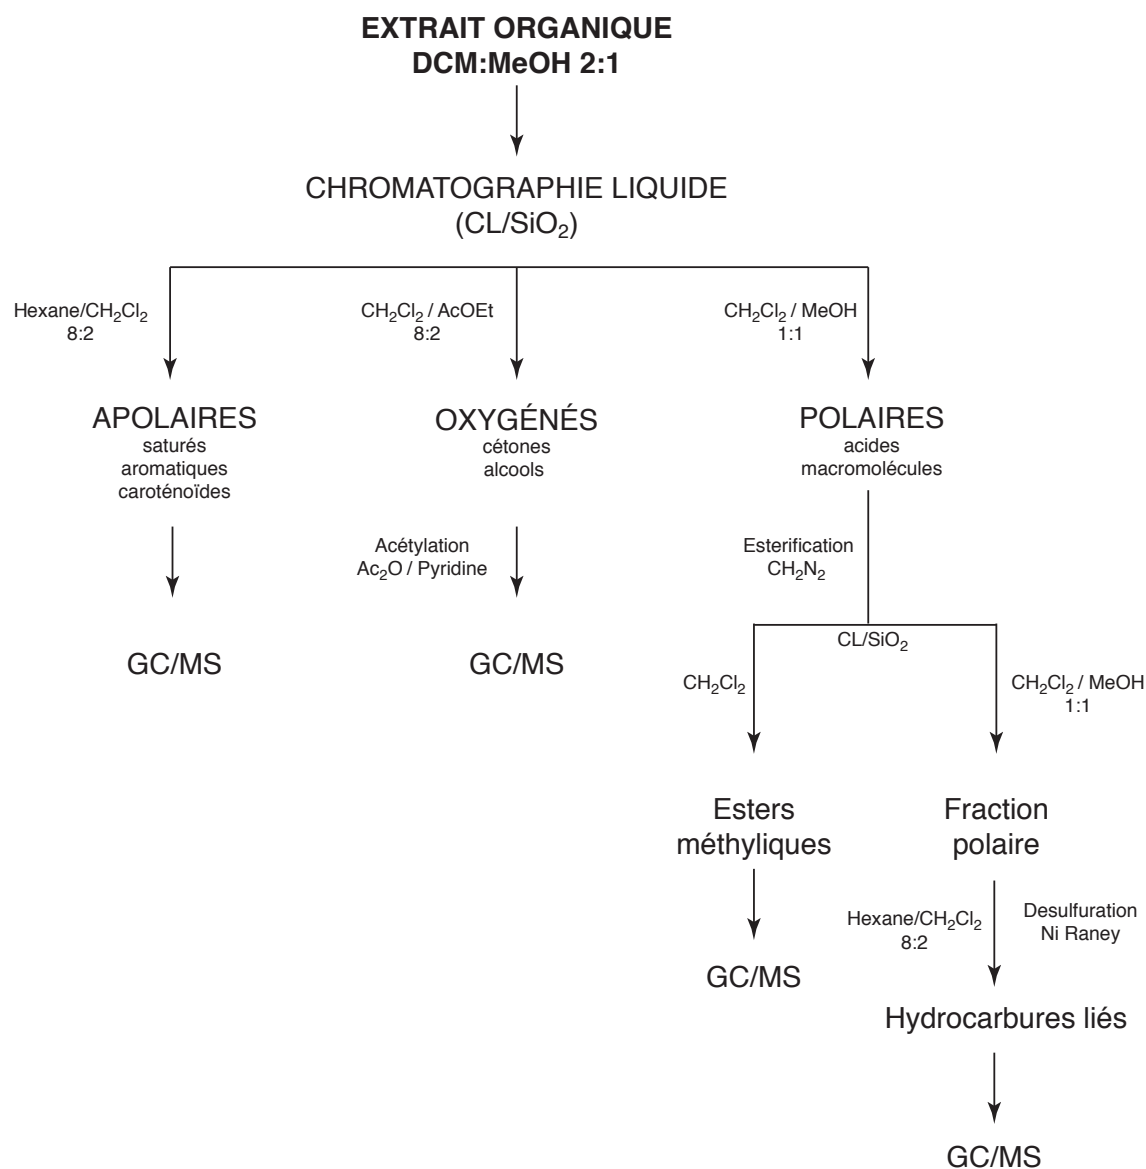 EXTRAIT ORGANIQUE
DCM:MeOH 2:1
CHROMATOGRAPHIE LIQUIDE
(CL/SiO₂)
Hexane/CH₂Cl₂
8:2
CH₂Cl₂ / AcOEt
8:2
CH₂Cl₂ / MeOH
1:1
APOLAIRES
saturés
aromatiques
caroténoïdes
OXYGÉNÉS
cétones
alcools
POLAIRES
acides
macromolécules
Acétylation
Ac₂O / Pyridine
Esterification
CH₂N₂
GC/MS
GC/MS
CL/SiO₂
CH₂Cl₂
CH₂Cl₂ / MeOH
1:1
Esters
méthyliques
Fraction
polaire
Hexane/CH₂Cl₂
8:2
Desulfuration
Ni Raney
GC/MS
Hydrocarbures liés
GC/MS